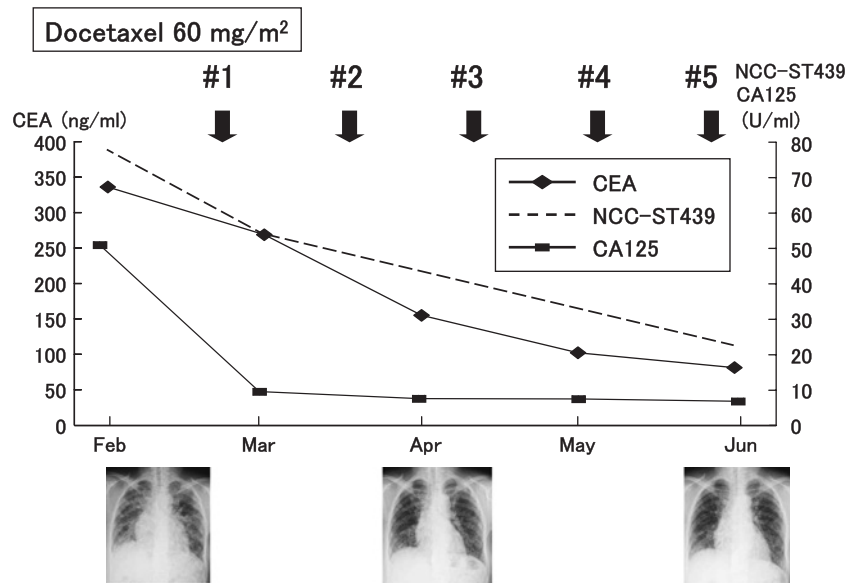 Docetaxel 60 mg/m²
#1 #2 #3 #4 #5
NCC-ST439
CA125
(U/ml)
CEA (ng/ml)
400
350
300
250
200
150
100
50
0
80
70
60
50
40
30
20
10
0
CEA
NCC-ST439
CA125
Feb Mar Apr May Jun